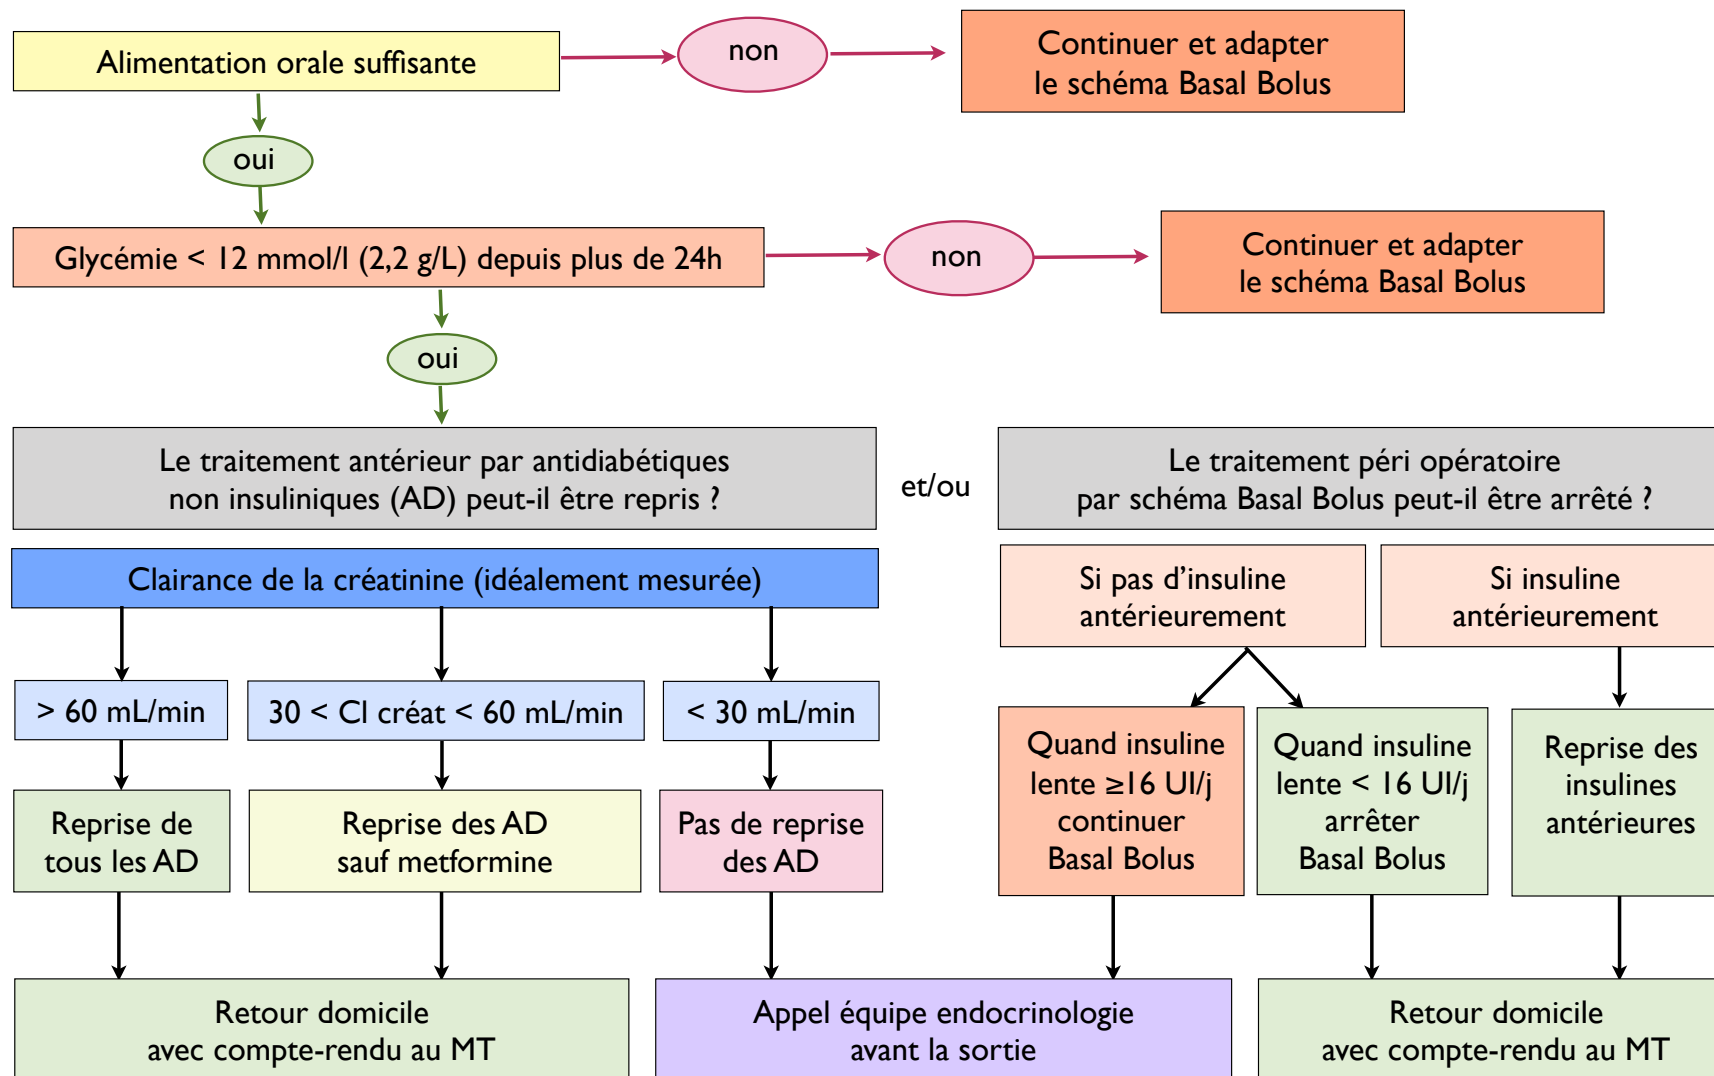 Alimentation orale suffisante
non
Continuer et adapter
le schéma Basal Bolus
oui
Glycémie < 12 mmol/l (2,2 g/L) depuis plus de 24h
non
Continuer et adapter
le schéma Basal Bolus
oui
Le traitement antérieur par antidiabétiques
non insuliniques (AD) peut-il être repris ?
et/ou
Le traitement péri opératoire
par schéma Basal Bolus peut-il être arrêté ?
Clairance de la créatinine (idéalement mesurée)
Si pas d’insuline
antérieurement
Si insuline
antérieurement
> 60 mL/min
30 < Cl créat < 60 mL/min
< 30 mL/min
Quand insuline
lente ≥16 UI/j
continuer
Basal Bolus
Quand insuline
lente < 16 UI/j
arrêter
Basal Bolus
Reprise des
insulines
antérieures
Reprise de
tous les AD
Reprise des AD
sauf metformine
Pas de reprise
des AD
Retour domicile
avec compte-rendu au MT
Appel équipe endocrinologie
avant la sortie
Retour domicile
avec compte-rendu au MT